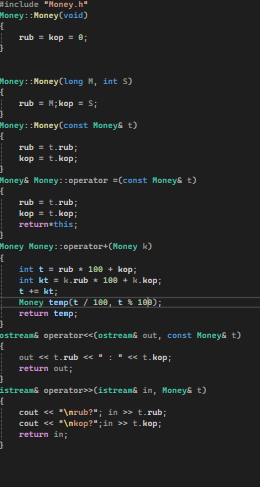 #include "Money.h"
Money::Money(void)
{
rub = kop = 0;
}
Money::Money(long M, int S)
{
rub = M;kop = S;
}
Money::Money(const Money& t)
{
rub = t.rub;
kop = t.kop;
}
Money& Money::operator =(const Money& t)
{
rub = t.rub;
kop = t.kop;
return*this;
}
Money Money::operator+(Money k)
{
int t = rub * 100 + kop;
int kt = k.rub * 100 + k.kop;
t += kt;
Money temp(t / 100, t % 100);
return temp;
}
ostream& operator<<(ostream& out, const Money& t)
{
out << t.rub << " : " << t.kop;
return out;
}
istream& operator>>(istream& in, Money& t)
{
cout << "\nrub?"; in >> t.rub;
cout << "\nkop?";in >> t.kop;
return in;
}